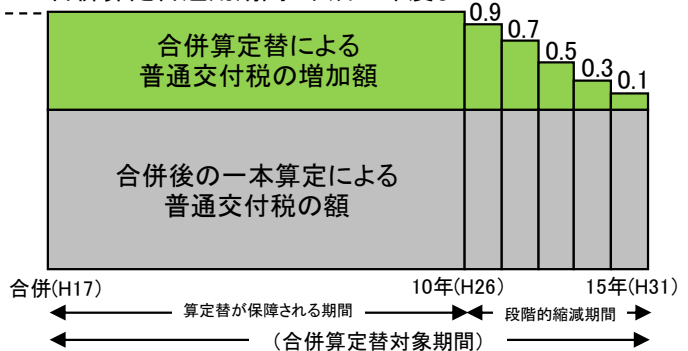 0.9
0.7
0.5
0.3
0.1
合併算定替による
普通交付税の増加額
合併後の一本算定による
普通交付税の額
合併(H17)
10年(H26)
15年(H31)
算定替が保障される期間
段階的縮減期間
(合併算定替対象期間)